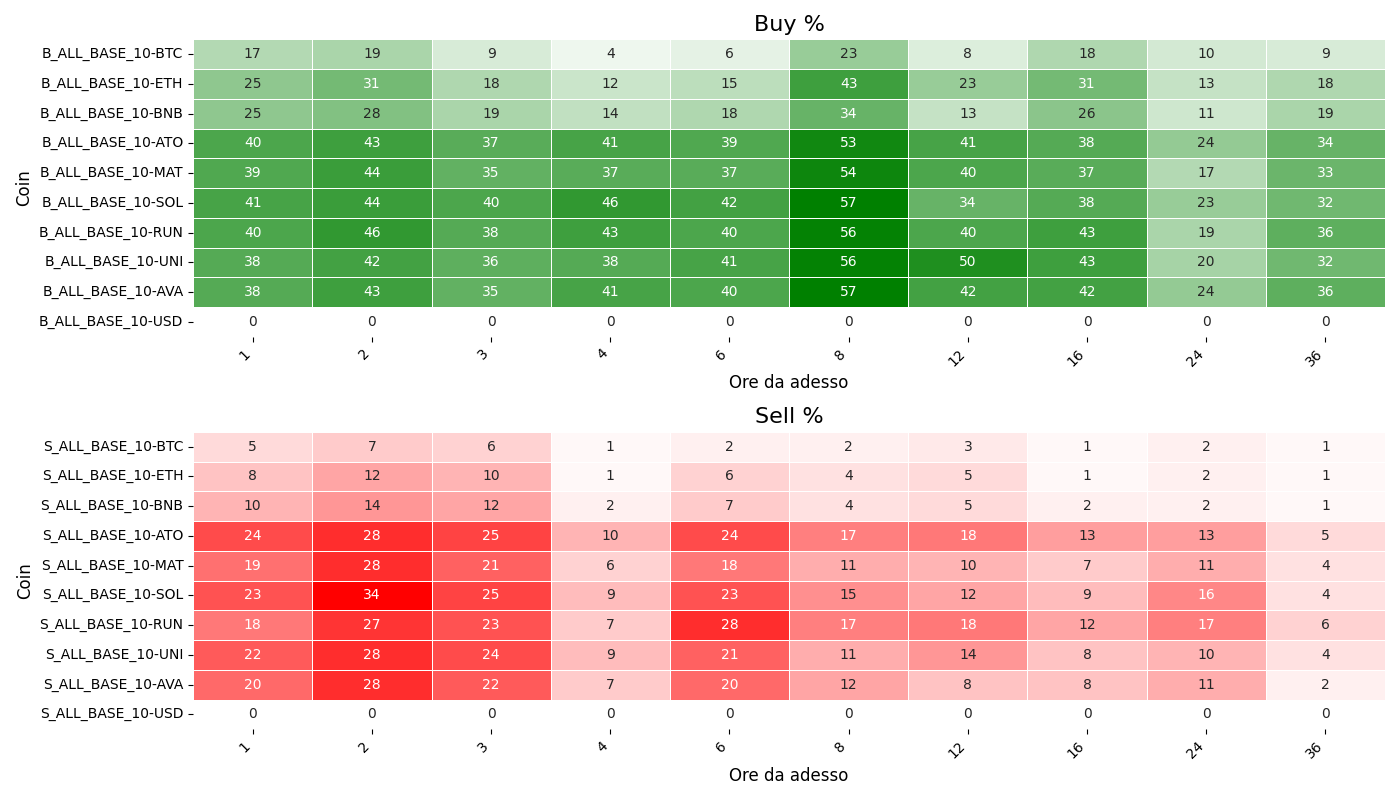 Buy %
B_ALL_BASE_10-BTC 17 19 9 4 6 23 8 18 10 9
B_ALL_BASE_10-ETH 25 31 18 12 15 43 23 31 13 18
B_ALL_BASE_10-BNB 25 28 19 14 18 34 13 26 11 19
B_ALL_BASE_10-ATO 40 43 37 41 39 53 41 38 24 34
B_ALL_BASE_10-MAT 39 44 35 37 37 54 40 37 17 33
B_ALL_BASE_10-SOL 41 44 40 46 42 57 34 38 23 32
B_ALL_BASE_10-RUN 40 46 38 43 40 56 40 43 19 36
B_ALL_BASE_10-UNI 38 42 36 38 41 56 50 43 20 32
B_ALL_BASE_10-AVA 38 43 35 41 40 57 42 42 24 36
B_ALL_BASE_10-USD 0 0 0 0 0 0 0 0 0 0
Coin
1 2 3 4 6 8 12 16 24 36
Ore da adesso
Sell %
S_ALL_BASE_10-BTC 5 7 6 1 2 2 3 1 2 1
S_ALL_BASE_10-ETH 8 12 10 1 6 4 5 1 2 1
S_ALL_BASE_10-BNB 10 14 12 2 7 4 5 2 2 1
S_ALL_BASE_10-ATO 24 28 25 10 24 17 18 13 13 5
S_ALL_BASE_10-MAT 19 28 21 6 18 11 10 7 11 4
S_ALL_BASE_10-SOL 23 34 25 9 23 15 12 9 16 4
S_ALL_BASE_10-RUN 18 27 23 7 28 17 18 12 17 6
S_ALL_BASE_10-UNI 22 28 24 9 21 11 14 8 10 4
S_ALL_BASE_10-AVA 20 28 22 7 20 12 8 8 11 2
S_ALL_BASE_10-USD 0 0 0 0 0 0 0 0 0 0
Coin
1 2 3 4 6 8 12 16 24 36
Ore da adesso